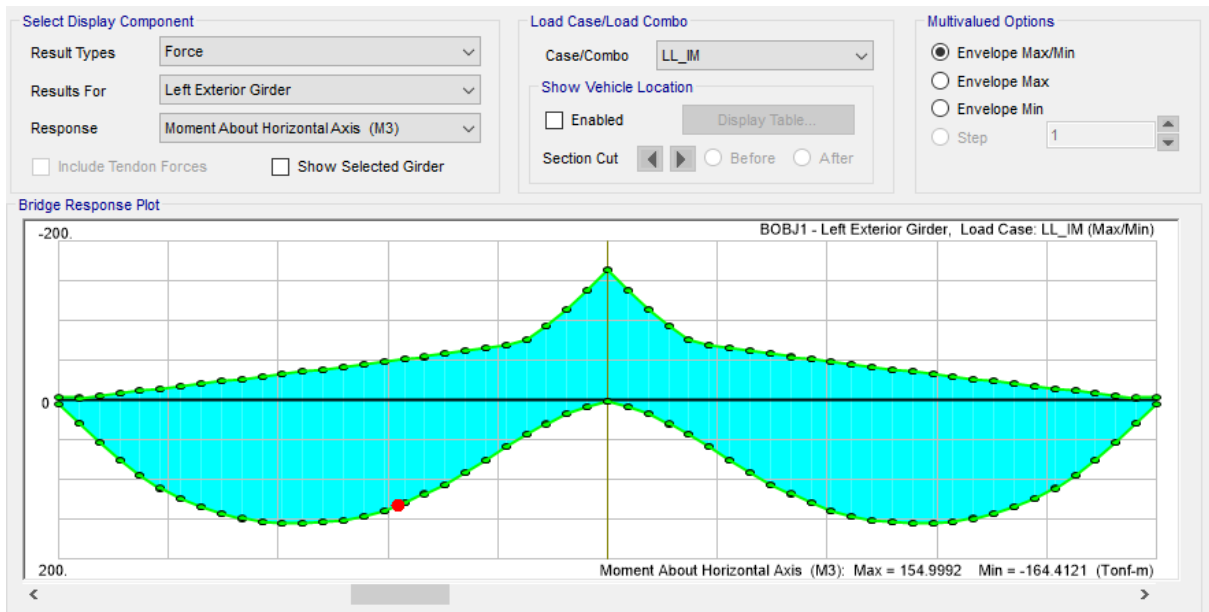 Select Display Component
Result Types Force
Results For Left Exterior Girder
Response Moment About Horizontal Axis (M3)
Include Tendon Forces Show Selected Girder
Load Case/Load Combo
Case/Combo LL_IM
Show Vehicle Location
Enabled Display Table...
Section Cut Before After
Multivalued Options
Envelope Max/Min
Envelope Max
Envelope Min
Step 1
Bridge Response Plot
-200. BOBJ1 - Left Exterior Girder, Load Case: LL_IM (Max/Min)
0
200. Moment About Horizontal Axis (M3): Max = 154.9992 Min = -164.4121 (Tonf-m)